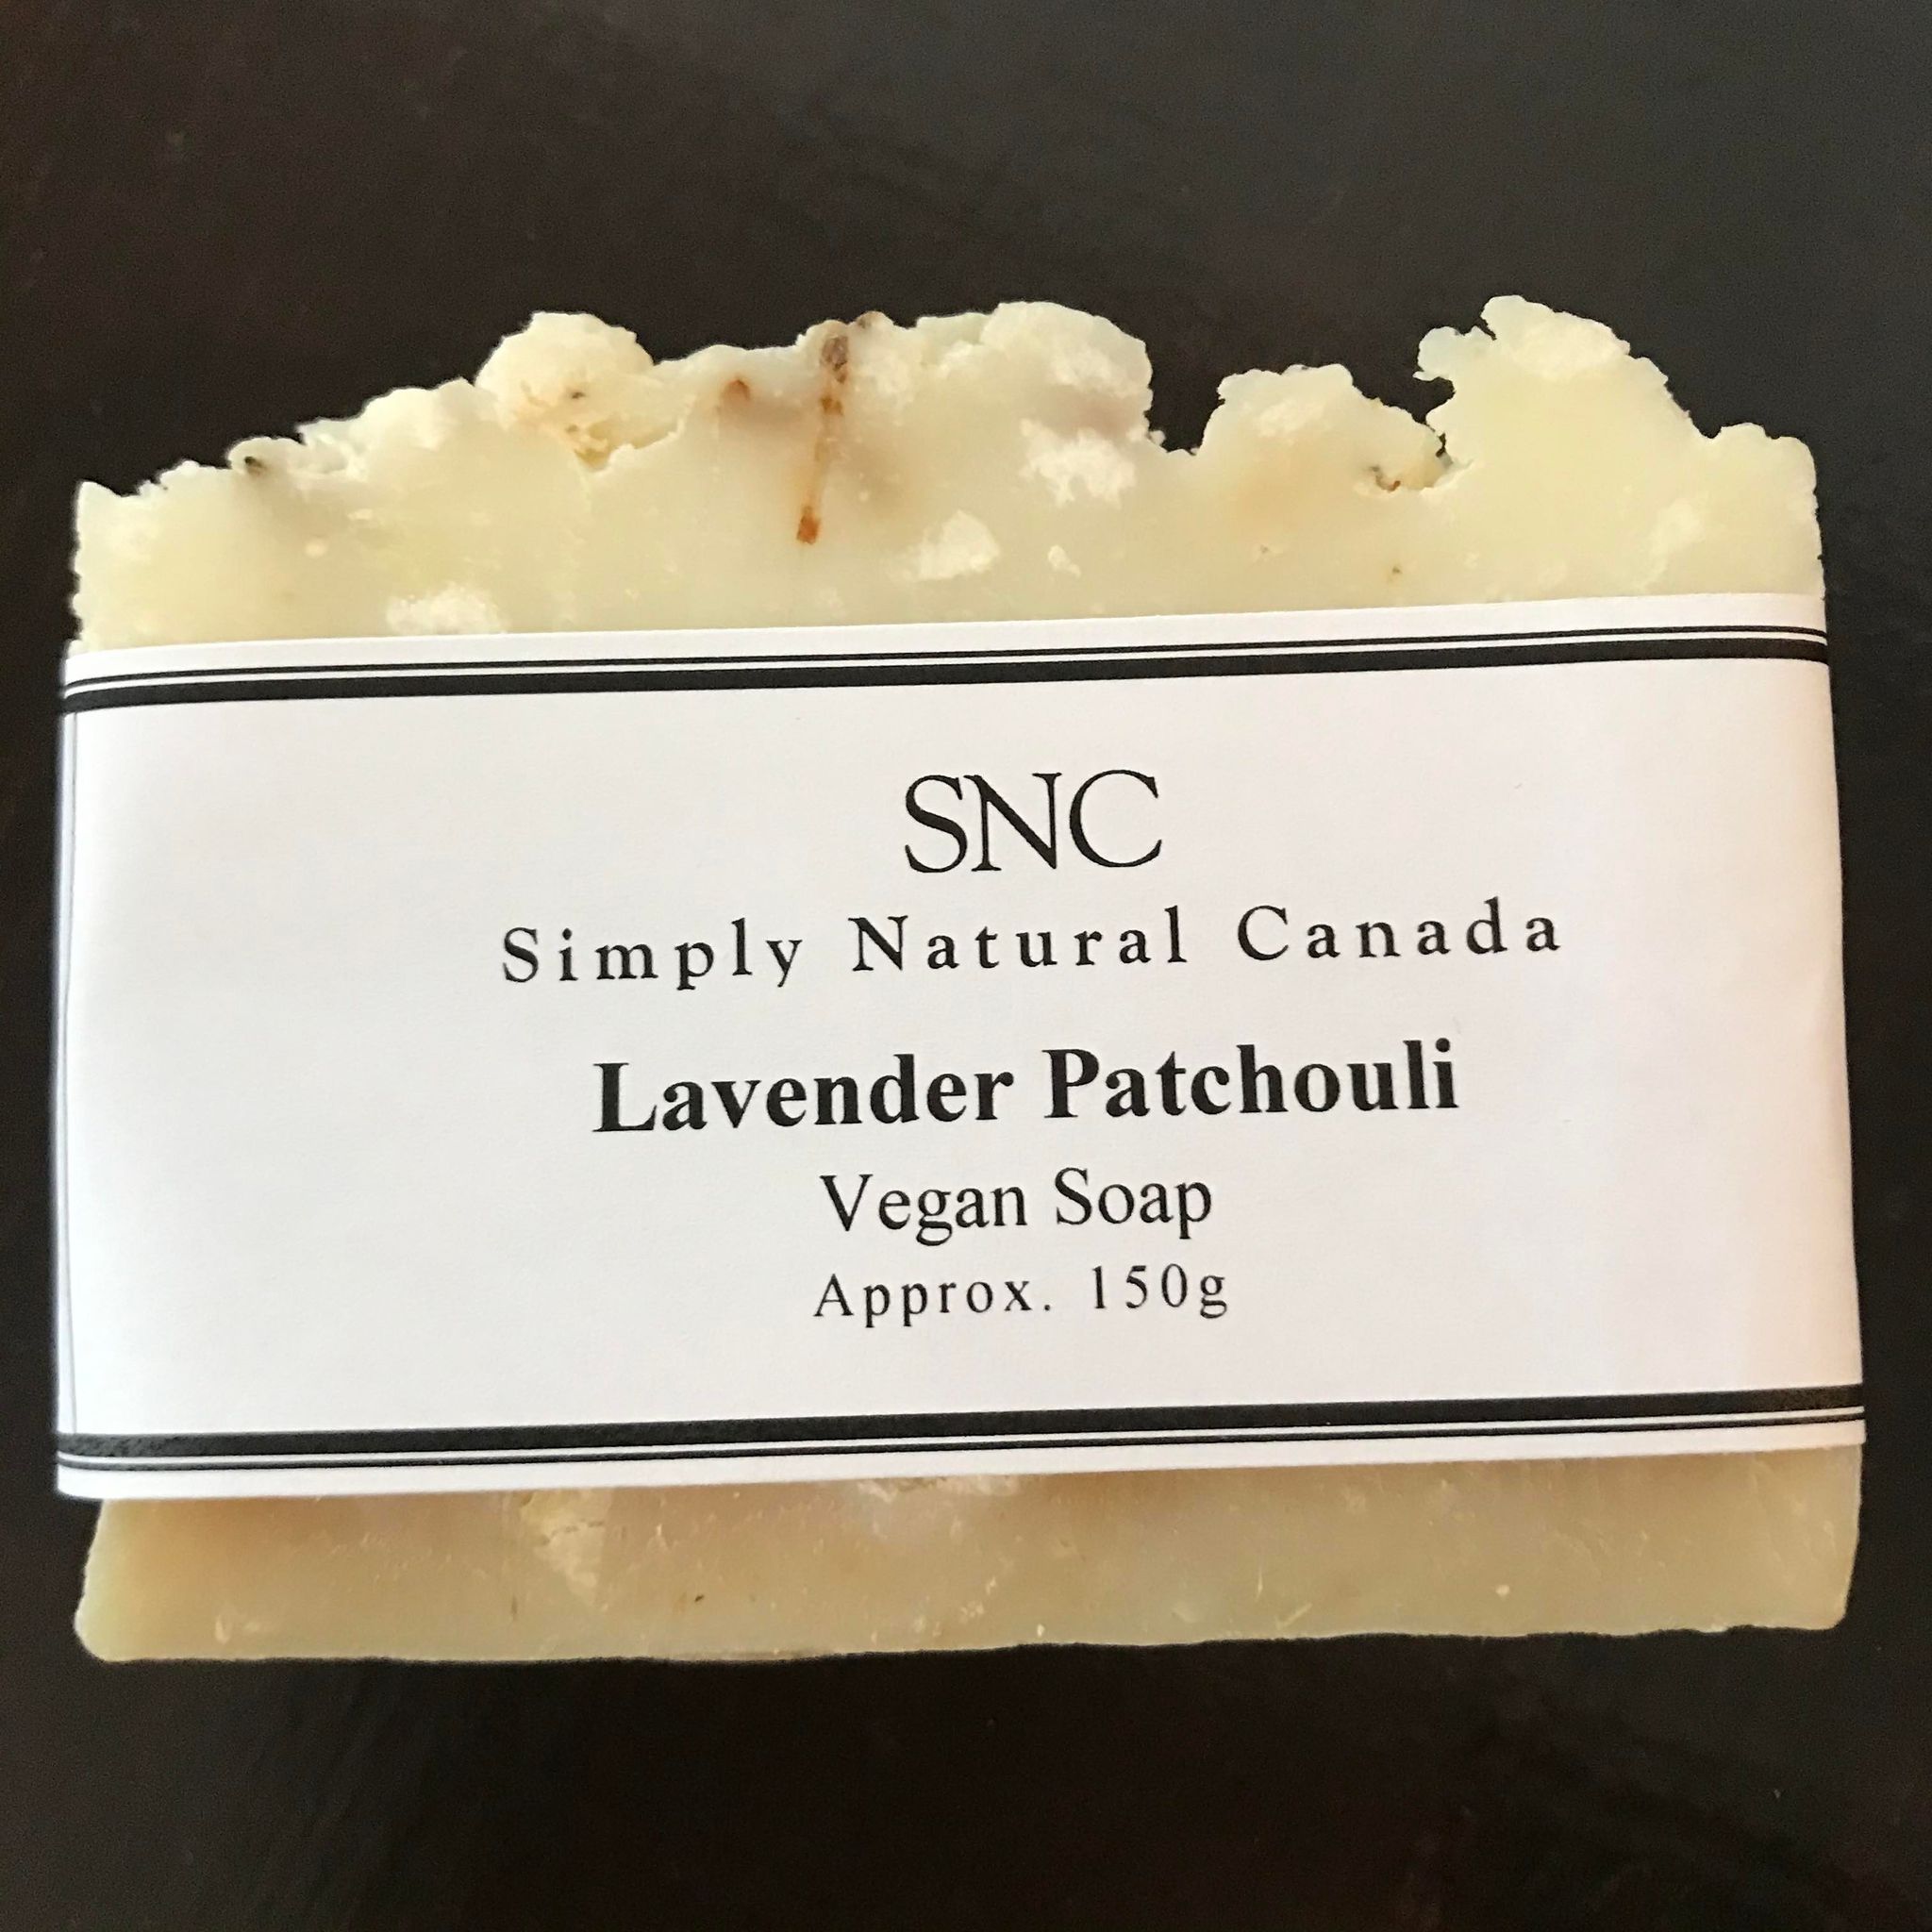 SNC
Simply Natural Canada
Lavender Patchouli
Vegan Soap
Approx. 150g